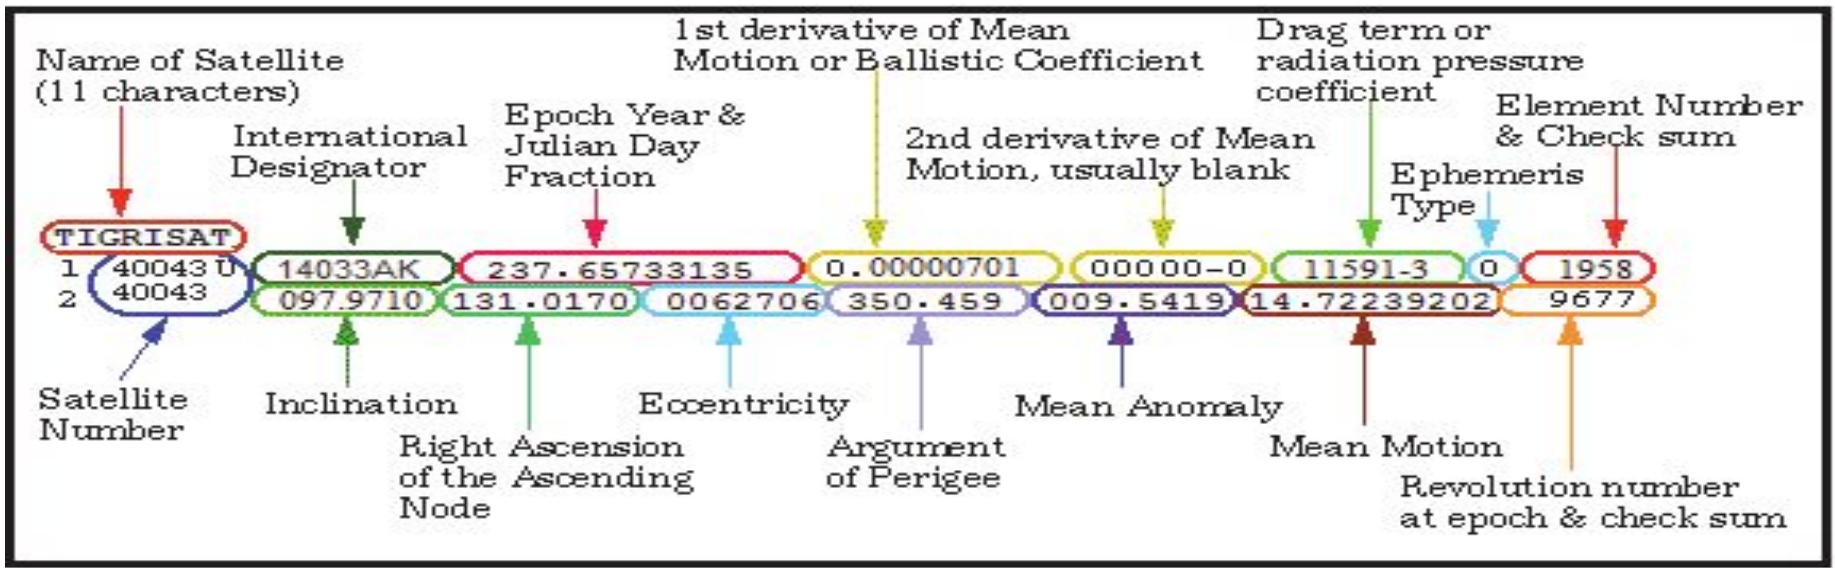 Name of Satellite
(11 characters)
International
Designator
Epoch Year &
Julian Day
Fraction
1st derivative of Mean
Motion or Ballistic Coefficient
2nd derivative of Mean
Motion, usually blank
Drag term or
radiation pressure
coefficient
Ephemeris
Type
Element Number
& Check sum
TIGRISAT
1 40043 U 14033AK 237.65733135 0.00000701 00000-0 11591-3 0 1958
2 40043 097.9710 131.0170 0062706 350.459 009.5419 14.72239202 9677
Satellite
Number
Inclination
Right Ascension
of the Ascending
Node
Eccentricity
Argument
of Perigee
Mean Anomaly
Mean Motion
Revolution number
at epoch & check sum